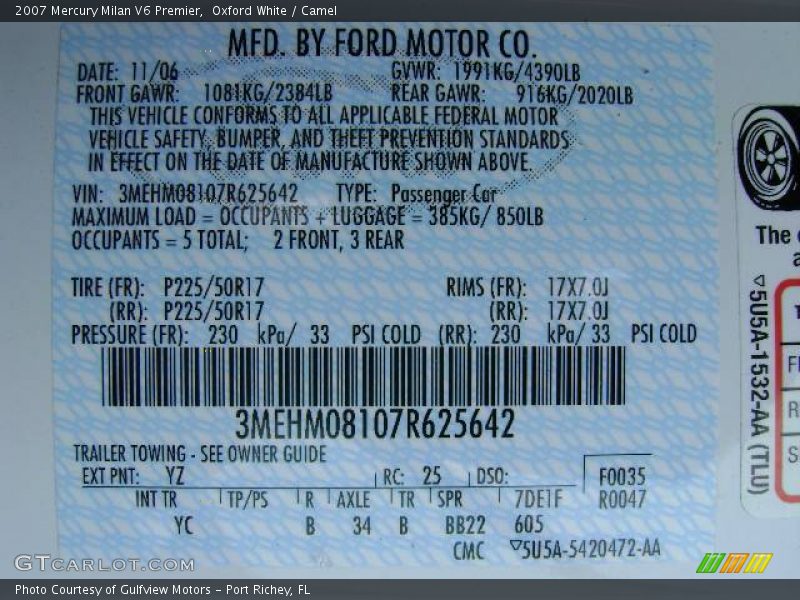 2007 Mercury Milan V6 Premier,  Oxford White / Camel
MFD. BY FORD MOTOR CO.
DATE: 11/06 GVWR: 1991KG/4390LB
FRONT GAWR: 1081KG/2384LB REAR GAWR: 916KG/2020LB
THIS VEHICLE CONFORMS TO ALL APPLICABLE FEDERAL MOTOR
VEHICLE SAFETY, BUMPER, AND THEFT PREVENTION STANDARDS
IN EFFECT ON THE DATE OF MANUFACTURE SHOWN ABOVE.
VIN: 3MEHM08107R625642 TYPE: Passenger Car
MAXIMUM LOAD = OCCUPANTS + LUGGAGE = 385KG/ 850LB
OCCUPANTS = 5 TOTAL; 2 FRONT, 3 REAR
TIRE (FR): P225/50R17 RIMS (FR): 17X7.0J
(RR): P225/50R17 (RR): 17X7.0J
PRESSURE (FR): 230 kPa/ 33 PSI COLD (RR): 230 kPa/ 33 PSI COLD
3MEHM08107R625642
TRAILER TOWING - SEE OWNER GUIDE
EXT PNT: YZ RC: 25 DSO: F0035
INT TR TP/PS R AXLE TR SPR 7DE1F R0047
YC B 34 B BB22 605
CMC ▽5U5A-5420472-AA
The
▽5U5A-1532-AA (TLU)
GTCARLOT.COM
Photo Courtesy of Gulfview Motors – Port Richey, FL